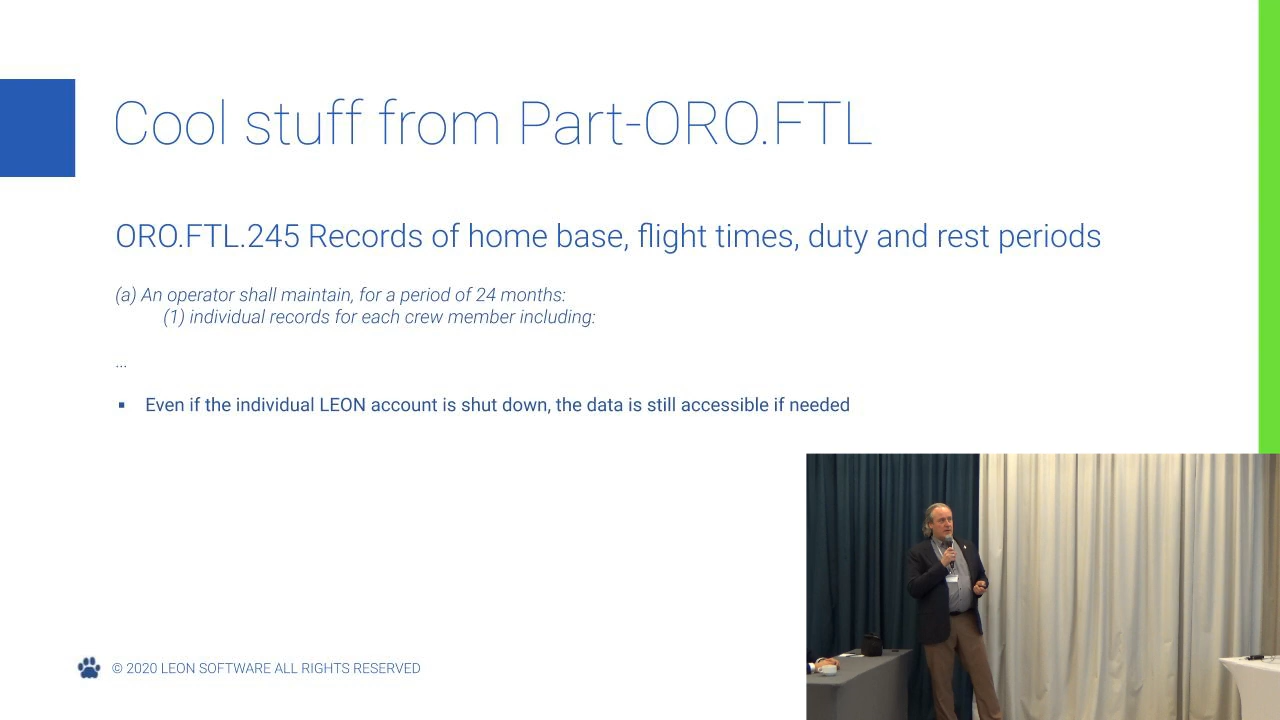 Cool stuff from Part-ORO.FTL
ORO.FTL.245 Records of home base, flight times, duty and rest periods
(a) An operator shall maintain, for a period of 24 months:
(1) individual records for each crew member including:
...
▪ Even if the individual LEON account is shut down, the data is still accessible if needed
© 2020 LEON SOFTWARE ALL RIGHTS RESERVED